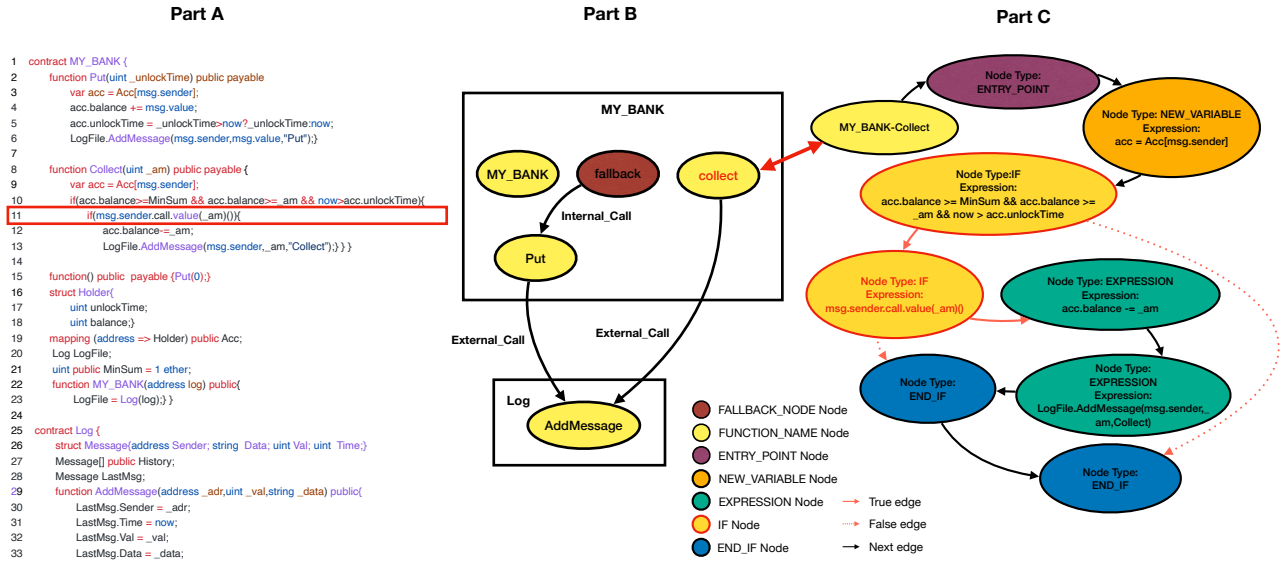 Part A
1 contract MY_BANK {
2 function Put(uint _unlockTime) public payable
3 var acc = Acc[msg.sender];
4 acc.balance += msg.value;
5 acc.unlockTime = _unlockTime>now?_unlockTime:now;
6 LogFile.AddMessage(msg.sender,msg.value,"Put");}
7
8 function Collect(uint _am) public payable {
9 var acc = Acc[msg.sender];
10 if(acc.balance>=MinSum && acc.balance>=_am && now>acc.unlockTime){
11 if(msg.sender.call.value(_am)()){
12 acc.balance-=_am;
13 LogFile.AddMessage(msg.sender,_am,"Collect");} } }
14
15 function() public payable {Put(0);}
16 struct Holder{
17 uint unlockTime;
18 uint balance;}
19 mapping (address => Holder) public Acc;
20 Log LogFile;
21 uint public MinSum = 1 ether;
22 function MY_BANK(address log) public{
23 LogFile = Log(log);} }
24
25 contract Log {
26 struct Message{address Sender; string Data; uint Val; uint Time;}
27 Message[] public History;
28 Message LastMsg;
29 function AddMessage(address _adr,uint _val,string _data) public{
30 LastMsg.Sender = _adr;
31 LastMsg.Time = now;
32 LastMsg.Val = _val;
33 LastMsg.Data = _data;
Part B
MY_BANK
MY_BANK
fallback
collect
Internal_Call
Put
External_Call
External_Call
Log
AddMessage
Part C
Node Type:
ENTRY_POINT
MY_BANK-Collect
Node Type: NEW_VARIABLE
Expression:
acc = Acc[msg.sender]
Node Type:IF
Expression:
acc.balance >= MinSum && acc.balance >=
_am && now > acc.unlockTime
Node Type: IF
Expression:
msg.sender.call.value(_am)()
Node Type: EXPRESSION
Expression:
acc.balance -= _am
Node Type:
END_IF
Node Type:
EXPRESSION
Expression:
LogFile.AddMessage(msg.sender,_
am,Collect)
Node Type:
END_IF
FALLBACK_NODE Node
FUNCTION_NAME Node
ENTRY_POINT Node
NEW_VARIABLE Node
EXPRESSION Node
IF Node
END_IF Node
True edge
False edge
Next edge